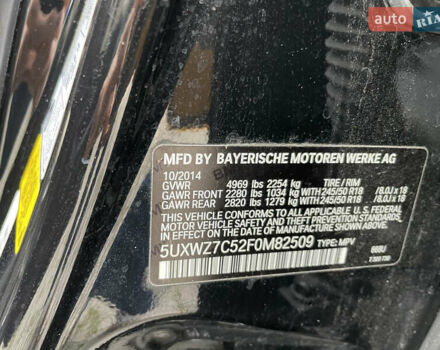 auto RIA
MFD BY BAYERISCHE MOTOREN WERKE AG
10/2014
GVWR 4969 lbs 2254 kg TIRE / RIM
GAWR FRONT 2280 lbs 1034 kg WITH 245/50 R18 / 8.0J x 18
GAWR REAR 2820 lbs 1279 kg WITH 245/50 R18 / 8.0J x 18
THIS VEHICLE CONFORMS TO ALL APPLICABLE U.S. FEDERAL
MOTOR VEHICLE SAFETY AND THEFT PREVENTION STANDARDS
IN EFFECT ON THE DATE OF MANUFACTURE SHOWN ABOVE.
5UXWZ7C52F0M82509 TYPE: MPV